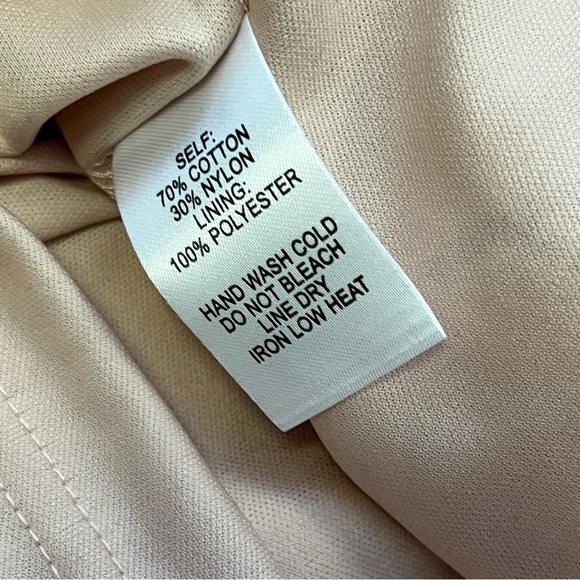 SELF:
70% COTTON
30% NYLON
LINING:
100% POLYESTER
HAND WASH COLD
DO NOT BLEACH
LINE DRY
IRON LOW HEAT